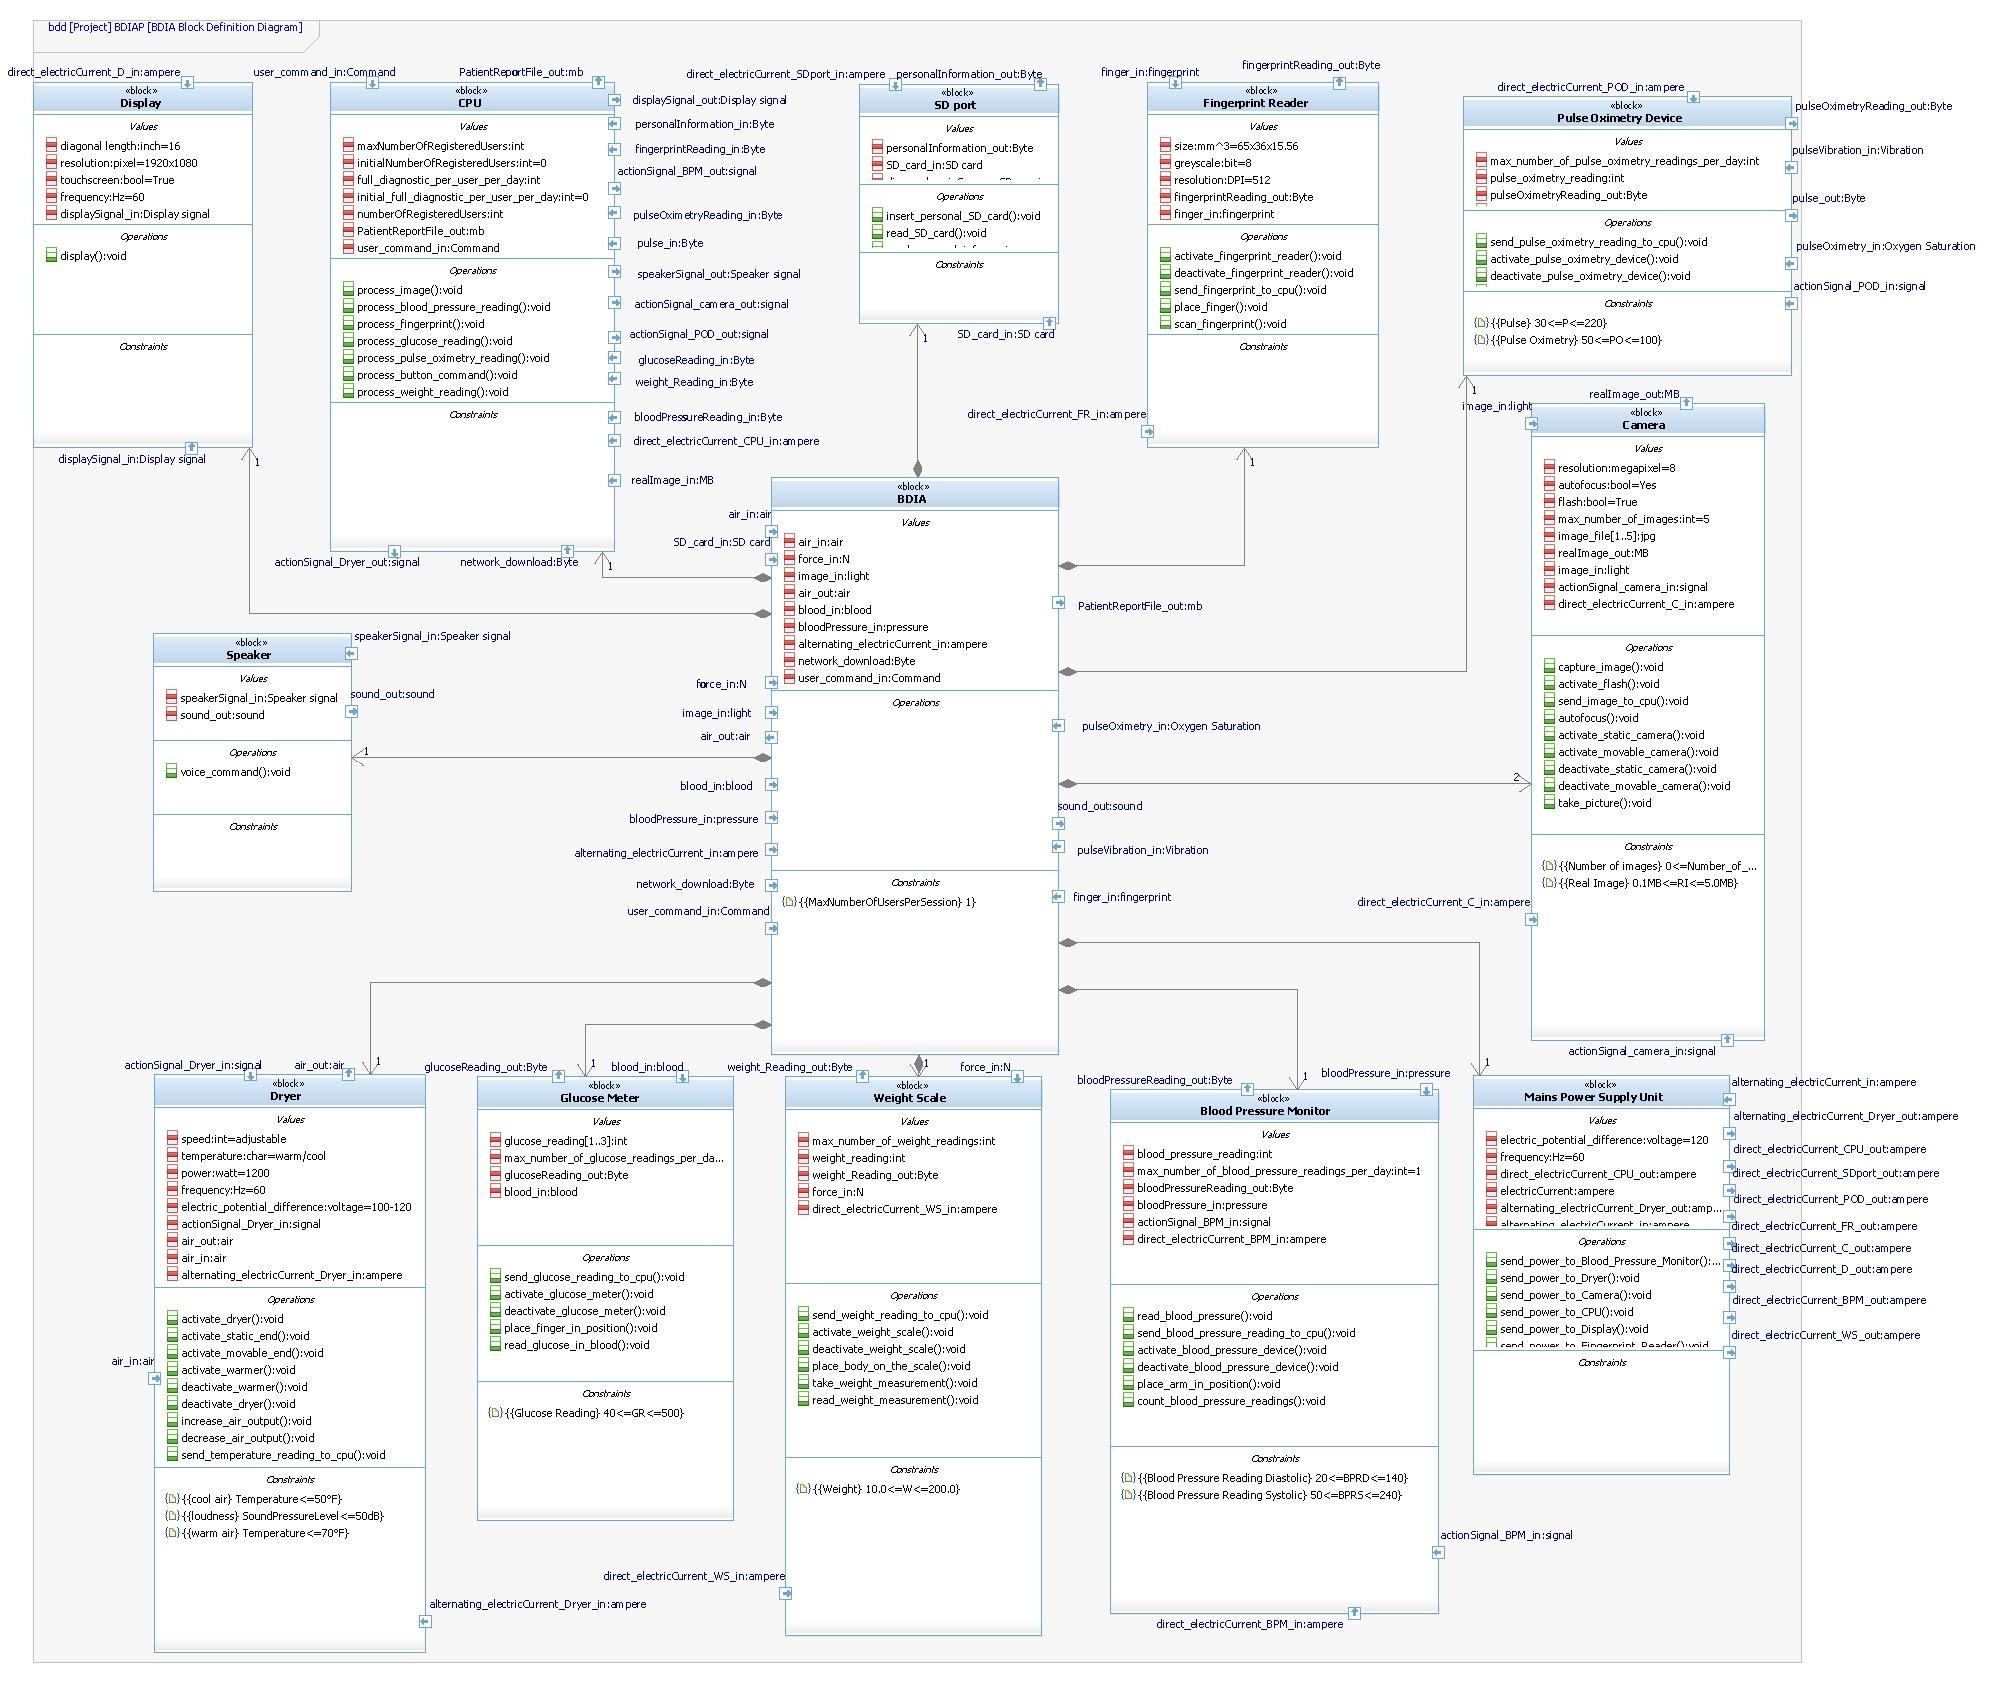 bdd [Project] BDIAP [BDIA Block Definition Diagram]
direct_electricCurrent_D_in:ampere
«block»
Display
Values
diagonal length:inch=16
resolution:pixel=1920x1080
touchscreen:bool=True
frequency:Hz=60
displaySignal_in:Display signal
Operations
display():void
Constraints
displaySignal_in:Display signal
1
user_command_in:Command
PatientReportFile_out:mb
«block»
CPU
Values
maxNumberOfRegisteredUsers:int
initialNumberOfRegisteredUsers:int=0
full_diagnostic_per_user_per_day:int
initial_full_diagnostic_per_user_per_day:int=0
numberOfRegisteredUsers:int
PatientReportFile_out:mb
user_command_in:Command
Operations
process_image():void
process_blood_pressure_reading():void
process_fingerprint():void
process_glucose_reading():void
process_pulse_oximetry_reading():void
process_button_command():void
process_weight_reading():void
Constraints
displaySignal_out:Display signal
personalInformation_in:Byte
fingerprintReading_in:Byte
actionSignal_BPM_out:signal
pulseOximetryReading_in:Byte
pulse_in:Byte
speakerSignal_out:Speaker signal
actionSignal_camera_out:signal
actionSignal_POD_out:signal
glucoseReading_in:Byte
weight_Reading_in:Byte
bloodPressureReading_in:Byte
direct_electricCurrent_CPU_in:ampere
realImage_in:MB
actionSignal_Dryer_out:signal
network_download:Byte
1
direct_electricCurrent_SDport_in:ampere
personalInformation_out:Byte
«block»
SD port
Values
personalInformation_out:Byte
SD_card_in:SD card
Operations
insert_personal_SD_card():void
read_SD_card():void
Constraints
SD_card_in:SD card
1
finger_in:fingerprint
fingerprintReading_out:Byte
«block»
Fingerprint Reader
Values
size:mm^3=65x36x15.56
greyscale:bit=8
resolution:DPI=512
fingerprintReading_out:Byte
finger_in:fingerprint
Operations
activate_fingerprint_reader():void
deactivate_fingerprint_reader():void
send_fingerprint_to_cpu():void
place_finger():void
scan_fingerprint():void
Constraints
direct_electricCurrent_FR_in:ampere
1
direct_electricCurrent_POD_in:ampere
«block»
Pulse Oximetry Device
Values
max_number_of_pulse_oximetry_readings_per_day:int
pulse_oximetry_reading:int
pulseOximetryReading_out:Byte
Operations
send_pulse_oximetry_reading_to_cpu():void
activate_pulse_oximetry_device():void
deactivate_pulse_oximetry_device():void
Constraints
{{Pulse} 30<=P<=220}
{{Pulse Oximetry} 50<=PO<=100}
pulseOximetryReading_out:Byte
pulseVibration_in:Vibration
pulse_out:Byte
pulseOximetry_in:Oxygen Saturation
actionSignal_POD_in:signal
1
realImage_out:MB
image_in:light
«block»
Camera
Values
resolution:megapixel=8
autofocus:bool=Yes
flash:bool=True
max_number_of_images:int=5
image_file[1..5]:jpg
realImage_out:MB
image_in:light
actionSignal_camera_in:signal
direct_electricCurrent_C_in:ampere
Operations
capture_image():void
activate_flash():void
send_image_to_cpu():void
autofocus():void
activate_static_camera():void
activate_movable_camera():void
deactivate_static_camera():void
deactivate_movable_camera():void
take_picture():void
Constraints
{{Number of images} 0<=Number_of_...
{{Real Image} 0.1MB<=RI<=5.0MB}
direct_electricCurrent_C_in:ampere
actionSignal_camera_in:signal
2
«block»
BDIA
Values
air_in:air
force_in:N
image_in:light
air_out:air
blood_in:blood
bloodPressure_in:pressure
alternating_electricCurrent_in:ampere
network_download:Byte
user_command_in:Command
Operations
Constraints
{{MaxNumberOfUsersPerSession} 1}
air_in:air
SD_card_in:SD card
force_in:N
image_in:light
air_out:air
blood_in:blood
bloodPressure_in:pressure
alternating_electricCurrent_in:ampere
network_download:Byte
user_command_in:Command
PatientReportFile_out:mb
pulseOximetry_in:Oxygen Saturation
sound_out:sound
pulseVibration_in:Vibration
finger_in:fingerprint
«block»
Speaker
Values
speakerSignal_in:Speaker signal
sound_out:sound
Operations
voice_command():void
Constraints
speakerSignal_in:Speaker signal
sound_out:sound
1
actionSignal_Dryer_in:signal
air_out:air
1
«block»
Dryer
Values
speed:int=adjustable
temperature:char=warm/cool
power:watt=1200
frequency:Hz=60
electric_potential_difference:voltage=100-120
actionSignal_Dryer_in:signal
air_out:air
air_in:air
alternating_electricCurrent_Dryer_in:ampere
Operations
activate_dryer():void
activate_static_end():void
activate_movable_end():void
activate_warmer():void
deactivate_warmer():void
deactivate_dryer():void
increase_air_output():void
decrease_air_output():void
send_temperature_reading_to_cpu():void
Constraints
{{cool air} Temperature<=50°F}
{{loudness} SoundPressureLevel<=50dB}
{{warm air} Temperature<=70°F}
air_in:air
alternating_electricCurrent_Dryer_in:ampere
glucoseReading_out:Byte
1
blood_in:blood
«block»
Glucose Meter
Values
glucose_reading[1..3]:int
max_number_of_glucose_readings_per_da...
glucoseReading_out:Byte
blood_in:blood
Operations
send_glucose_reading_to_cpu():void
activate_glucose_meter():void
deactivate_glucose_meter():void
place_finger_in_position():void
read_glucose_in_blood():void
Constraints
{{Glucose Reading} 40<=GR<=500}
weight_Reading_out:Byte
1
force_in:N
«block»
Weight Scale
Values
max_number_of_weight_readings:int
weight_reading:int
weight_Reading_out:Byte
force_in:N
direct_electricCurrent_WS_in:ampere
Operations
send_weight_reading_to_cpu():void
activate_weight_scale():void
deactivate_weight_scale():void
place_body_on_the_scale():void
take_weight_measurement():void
read_weight_measurement():void
Constraints
{{Weight} 10.0<=W<=200.0}
direct_electricCurrent_WS_in:ampere
bloodPressureReading_out:Byte
1
bloodPressure_in:pressure
«block»
Blood Pressure Monitor
Values
blood_pressure_reading:int
max_number_of_blood_pressure_readings_per_day:int=1
bloodPressureReading_out:Byte
bloodPressure_in:pressure
actionSignal_BPM_in:signal
direct_electricCurrent_BPM_in:ampere
Operations
read_blood_pressure():void
send_blood_pressure_reading_to_cpu():void
activate_blood_pressure_device():void
deactivate_blood_pressure_device():void
place_arm_in_position():void
count_blood_pressure_readings():void
Constraints
{{Blood Pressure Reading Diastolic} 20<=BPRD<=140}
{{Blood Pressure Reading Systolic} 50<=BPRS<=240}
actionSignal_BPM_in:signal
direct_electricCurrent_BPM_in:ampere
1
«block»
Mains Power Supply Unit
Values
electric_potential_difference:voltage=120
frequency:Hz=60
direct_electricCurrent_CPU_out:ampere
electricCurrent:ampere
alternating_electricCurrent_Dryer_out:amp...
alternating_electricCurrent_in:ampere
Operations
send_power_to_Blood_Pressure_Monitor():...
send_power_to_Dryer():void
send_power_to_Camera():void
send_power_to_CPU():void
send_power_to_Display():void
send_power_to_Fingerprint_Reader():void
Constraints
alternating_electricCurrent_in:ampere
alternating_electricCurrent_Dryer_out:ampere
direct_electricCurrent_CPU_out:ampere
direct_electricCurrent_SDport_out:ampere
direct_electricCurrent_POD_out:ampere
direct_electricCurrent_FR_out:ampere
direct_electricCurrent_C_out:ampere
direct_electricCurrent_D_out:ampere
direct_electricCurrent_BPM_out:ampere
direct_electricCurrent_WS_out:ampere